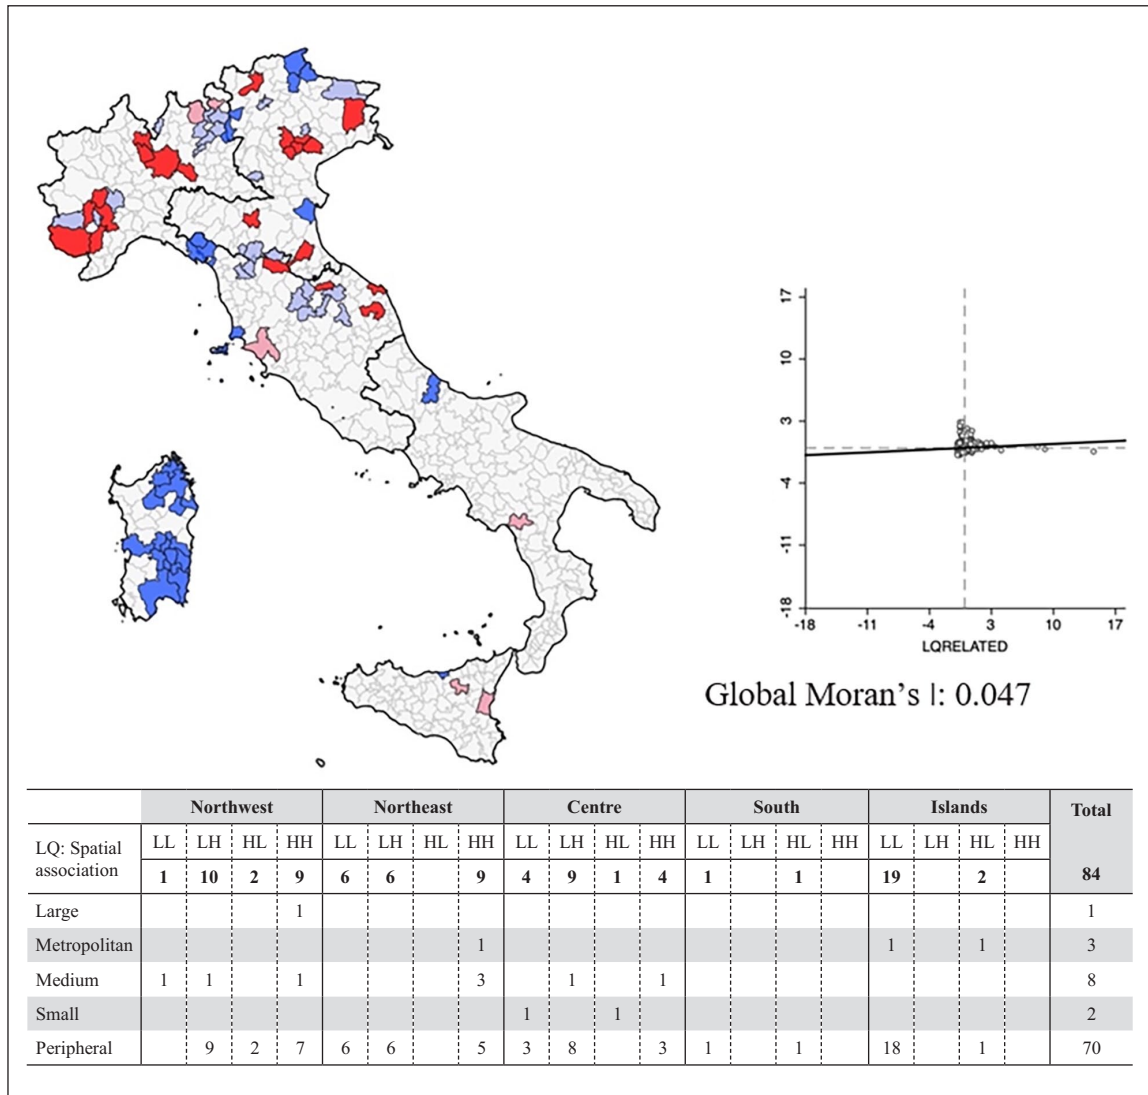 17
10
3
-4
-11
-18
-18 -11 -4 3 10 17
LQRELATED
Global Moran's |: 0.047
Northwest Northeast Centre South Islands Total
LQ: Spatial association LL LH HL HH LL LH HL HH LL LH HL HH LL LH HL HH LL LH HL HH
1 10 2 9 6 6 9 4 9 1 4 1 1 19 2 84
Large 1 1
Metropolitan 1 1 1 3
Medium 1 1 1 3 1 1 8
Small 1 1 2
Peripheral 9 2 7 6 6 5 3 8 3 1 1 18 1 70